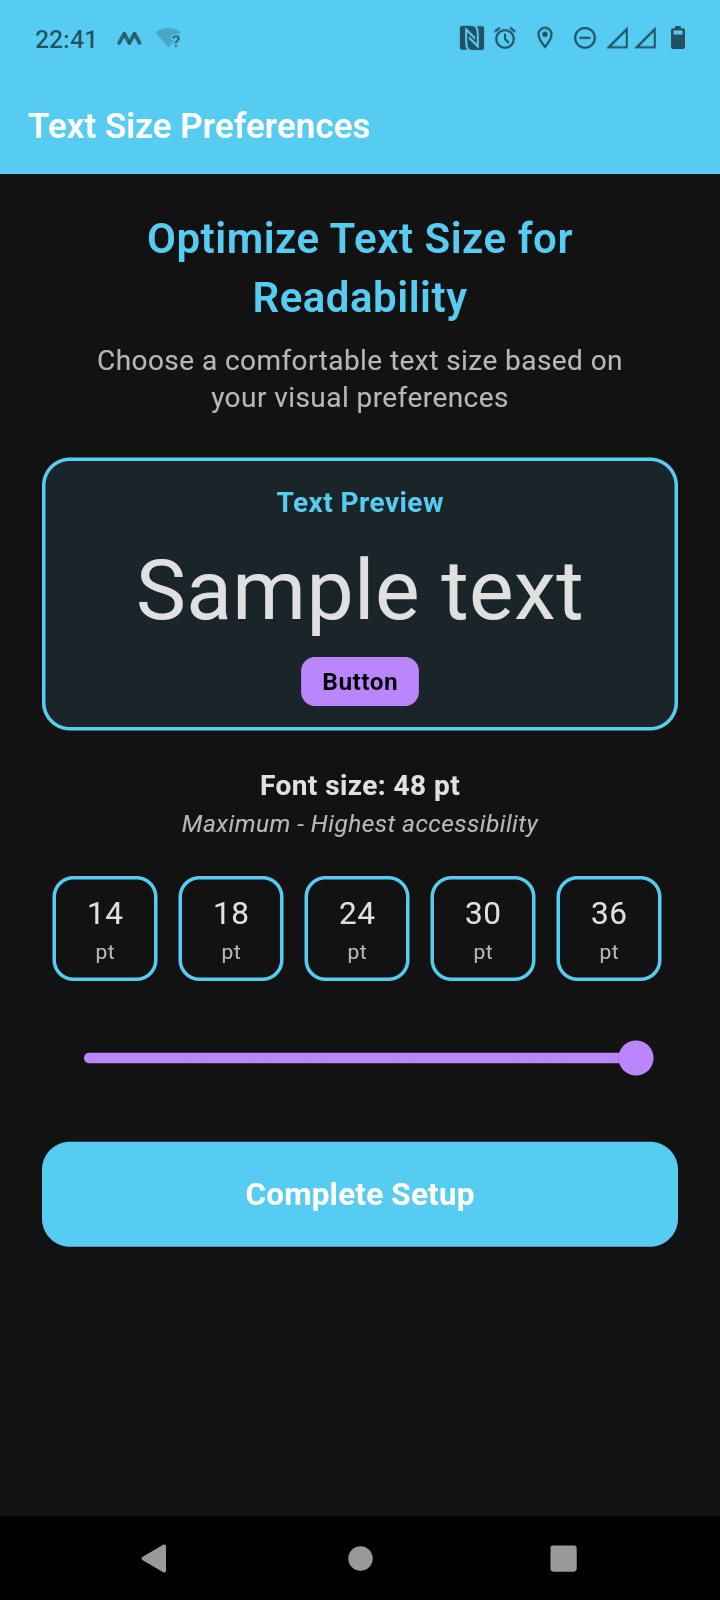 22:41
Text Size Preferences
Optimize Text Size for
Readability
Choose a comfortable text size based on
your visual preferences
Text Preview
Sample text
Button
Font size: 48 pt
Maximum - Highest accessibility
14 18 24 30 36
pt pt pt pt pt
Complete Setup